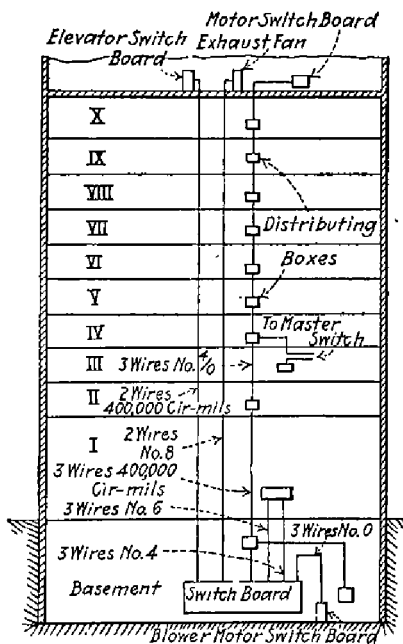 Elevator Switch
Board
Motor Switch Board
Exhaust Fan
X
IX
VIII
VII
VI
V
IV
III
II
I
Distributing
Boxes
To Master
Switch
3 Wires No. 4/0
2 Wires
400,000 Cir-mils
2 Wires
No. 8
3 Wires 400,000
Cir-mils
3 Wires No. 6
3 Wires No. 0
3 Wires No. 4
Basement
Switch Board
Blower Motor Switch Board